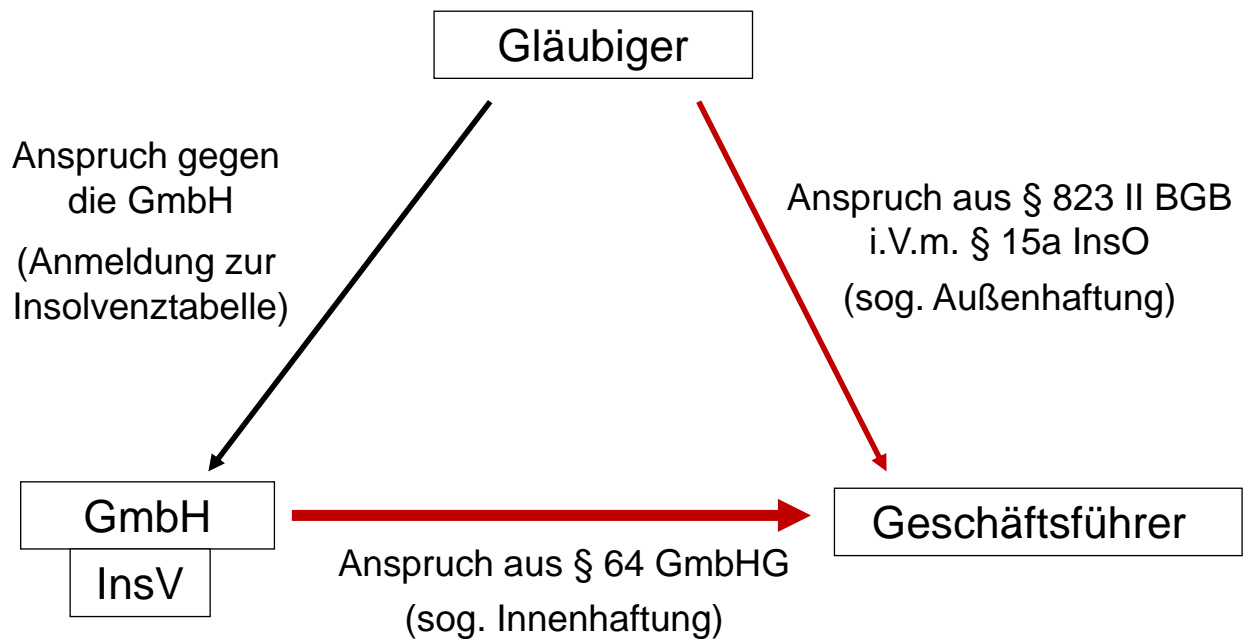 Gläubiger
Anspruch gegen
die GmbH
(Anmeldung zur
Insolvenztabelle)
Anspruch aus § 823 II BGB
i.V.m. § 15a InsO
(sog. Außenhaftung)
GmbH
InsV
Anspruch aus § 64 GmbHG
(sog. Innenhaftung)
Geschäftsführer